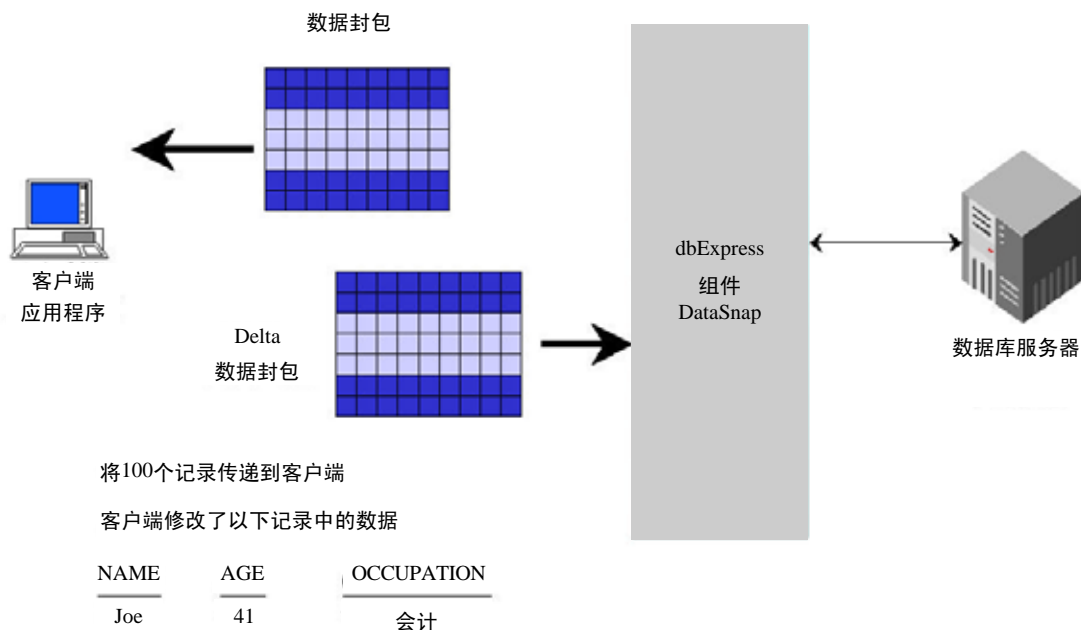 数据封包
客户端
应用程序
Delta
数据封包
dbExpress
组件
DataSnap
数据库服务器
将100个记录传递到客户端
客户端修改了以下记录中的数据
NAME AGE OCCUPATION
Joe 41 会计